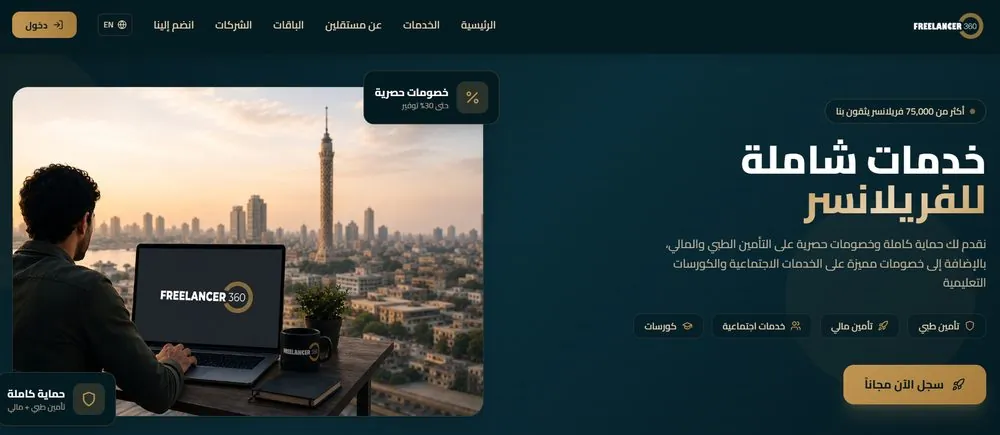 FREELANCER 360
الرئيسية
الخدمات
عن مستقلين
الباقات
الشركات
انضم إلينا
EN
دخول
أكثر من 75,000 فريلانسر يثقون بنا
خدمات شاملة
للفريلانسر
نقدم لك حماية كاملة وخصومات حصرية على التأمين الطبي والمالي،
بالإضافة إلى خصومات مميزة على الخدمات الاجتماعية والكورسات
التعليمية
تأمين طبي
تأمين مالي
خدمات اجتماعية
كورسات
سجل الآن مجاناً
خصومات حصرية
حتى 30% توفير
FREELANCER 360
FREELANCER 360
حماية كاملة
تأمين طبي + مالي